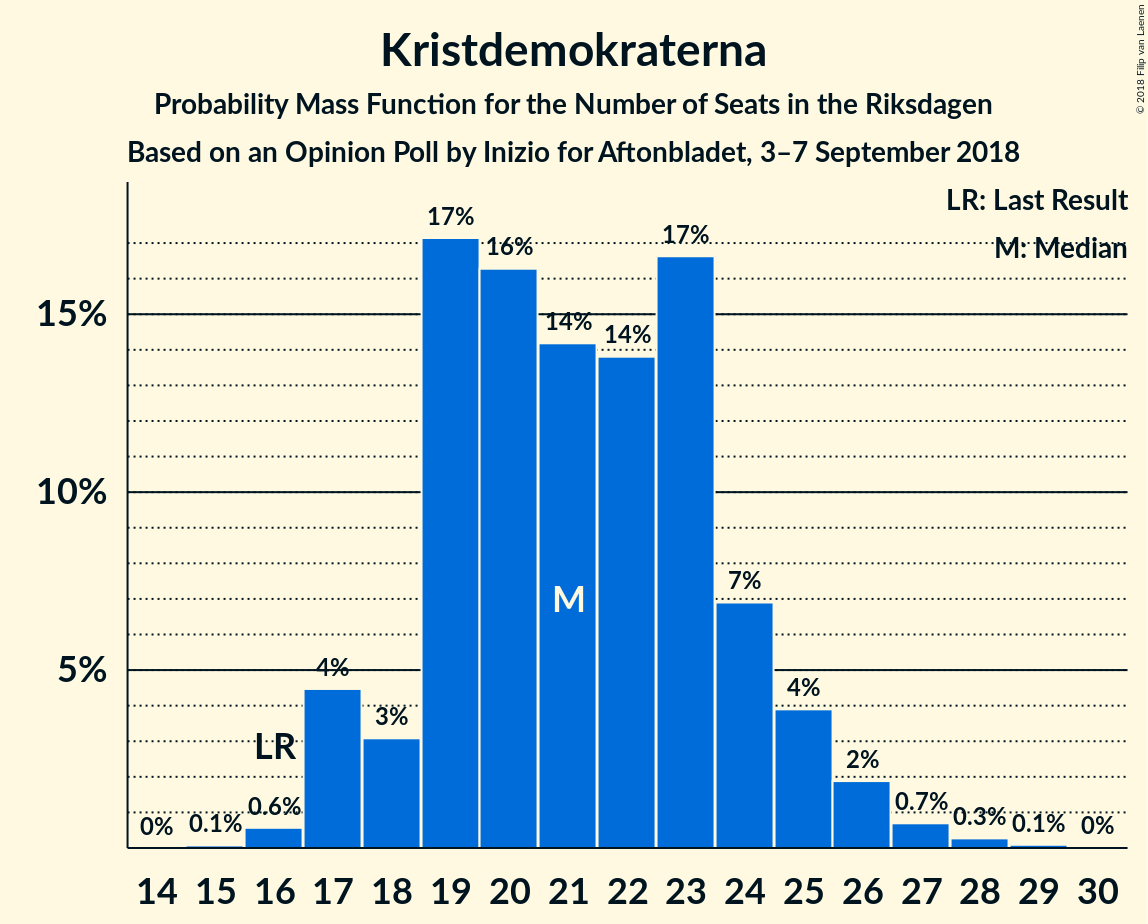 Kristdemokraterna
Probability Mass Function for the Number of Seats in the Riksdagen
Based on an Opinion Poll by Inizio for Aftonbladet, 3–7 September 2018
© 2018 Filip van Laenen
LR: Last Result
M: Median
15%
10%
5%
0%
0.1%
0.6%
LR
4%
3%
17%
16%
14%
M
14%
17%
7%
4%
2%
0.7%
0.3%
0.1%
0%
14 15 16 17 18 19 20 21 22 23 24 25 26 27 28 29 30